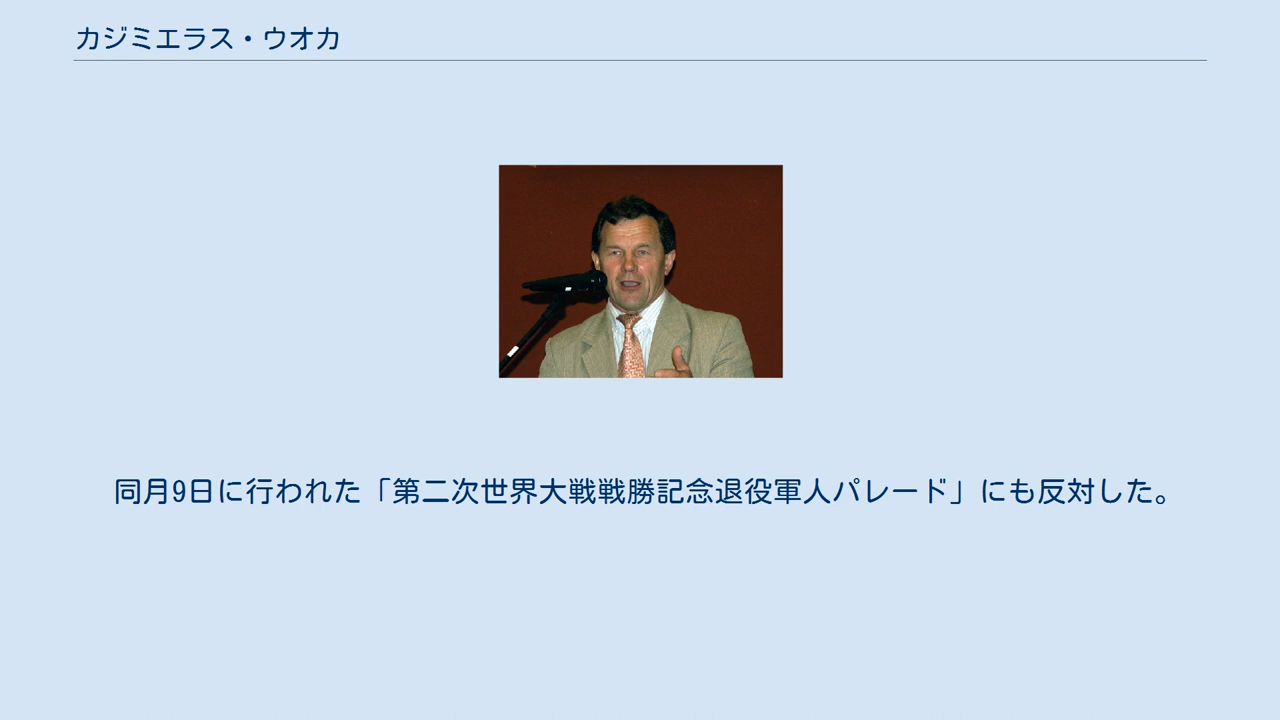 カジミエラス・ウオカ
同月9日に行われた「第二次世界大戦戦勝記念退役軍人パレード」にも反対した。